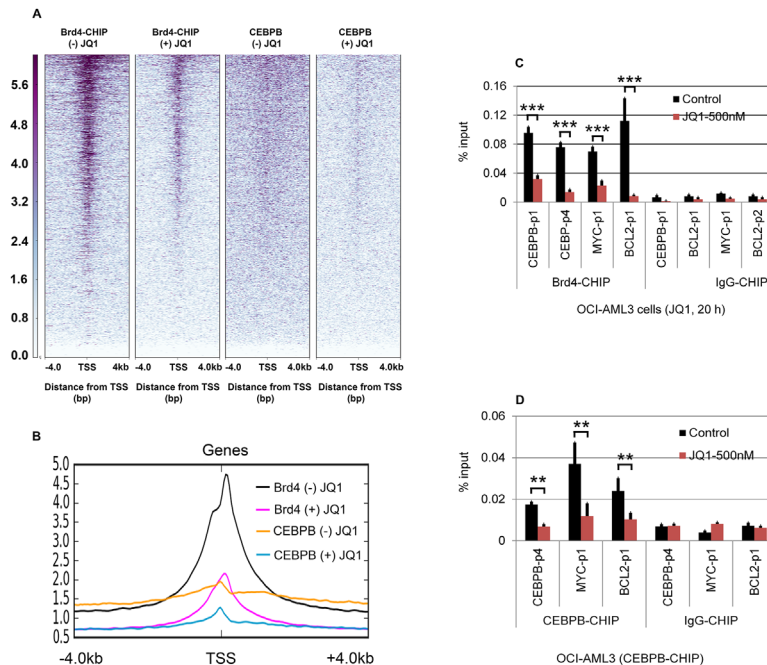 A
Brd4-CHIP
(-) JQ1
Brd4-CHIP
(+) JQ1
CEBPB
(-) JQ1
CEBPB
(+) JQ1
5.6
4.8
4.0
3.2
2.4
1.6
0.8
0.0
-4.0 TSS 4kb
-4.0 TSS 4.0kb
-4.0 TSS 4.0kb
-4.0 TSS 4.0kb
Distance from TSS
(bp)
Distance from TSS
(bp)
Distance from TSS
(bp)
Distance from TSS
(bp)
B
Genes
5.0
4.5
4.0
3.5
3.0
2.5
2.0
1.5
1.0
0.5
Brd4 (-) JQ1
Brd4 (+) JQ1
CEBPB (-) JQ1
CEBPB (+) JQ1
-4.0kb TSS +4.0kb
C
% input
0.16
0.12
0.08
0.04
0
*** *** *** ***
Control
JQ1-500nM
CEBPB-p1
CEBP-p4
MYC-p1
BCL2-p1
CEBPB-p1
BCL2-p1
MYC-p1
BCL2-p2
Brd4-CHIP IgG-CHIP
OCI-AML3 cells (JQ1, 20 h)
D
% input
0.06
0.04
0.02
0
** ** **
Control
JQ1-500nM
CEBPB-p4
MYC-p1
BCL2-p1
CEBPB-p4
MYC-p1
BCL2-p1
CEBPB-CHIP IgG-CHIP
OCI-AML3 (CEBPB-CHIP)